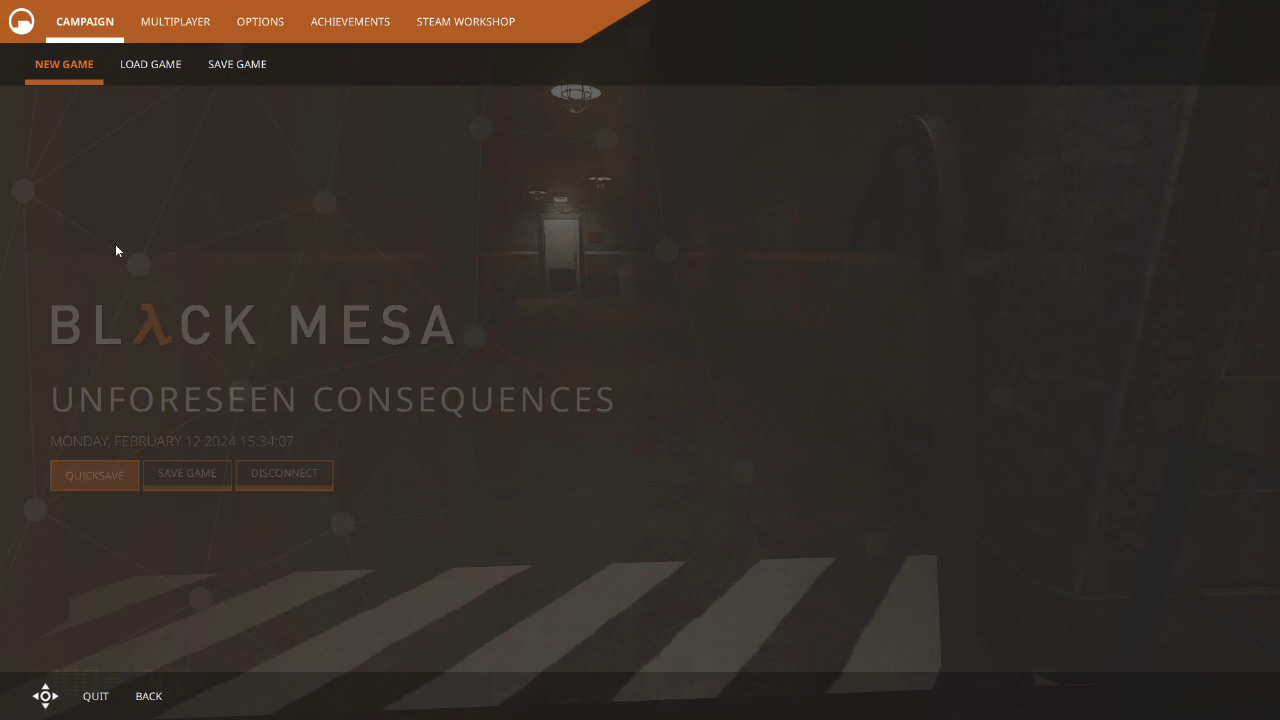 CAMPAIGN MULTIPLAYER OPTIONS ACHIEVEMENTS STEAM WORKSHOP
NEW GAME LOAD GAME SAVE GAME
BLλCK MESA
UNFORESEEN CONSEQUENCES
MONDAY, FEBRUARY 12 2024 15:34:07
QUICKSAVE SAVE GAME DISCONNECT
QUIT BACK